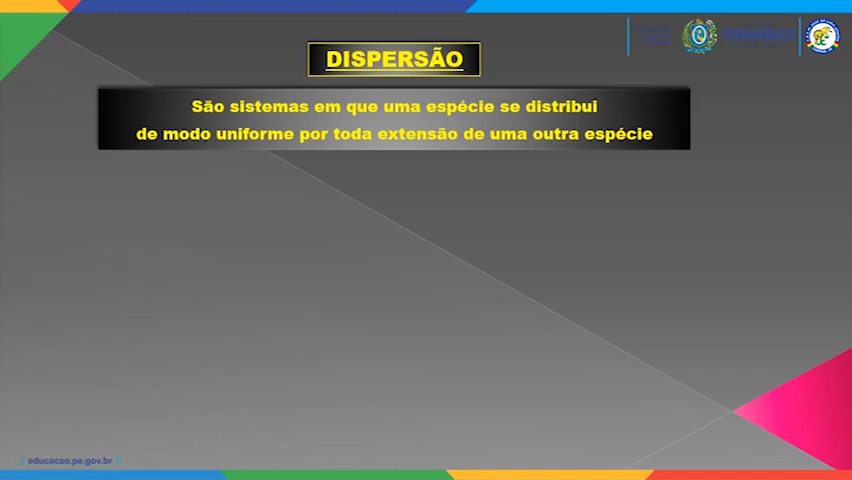 DISPERSÃO
São sistemas em que uma espécie se distribui
de modo uniforme por toda extensão de uma outra espécie
educacao.pe.gov.br